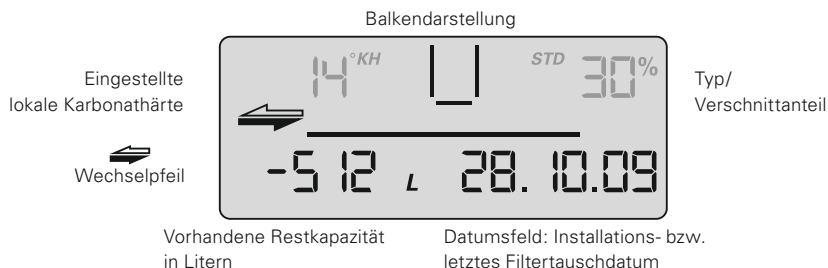 Balkendarstellung
Eingestellte
lokale Karbonathärte
14 °KH
STD 30%
Typ/
Verschnittanteil
Wechselpfeil
-512 L 28.10.09
Vorhandene Restkapazität
in Litern
Datumsfeld: Installations- bzw.
letztes Filtertauschdatum